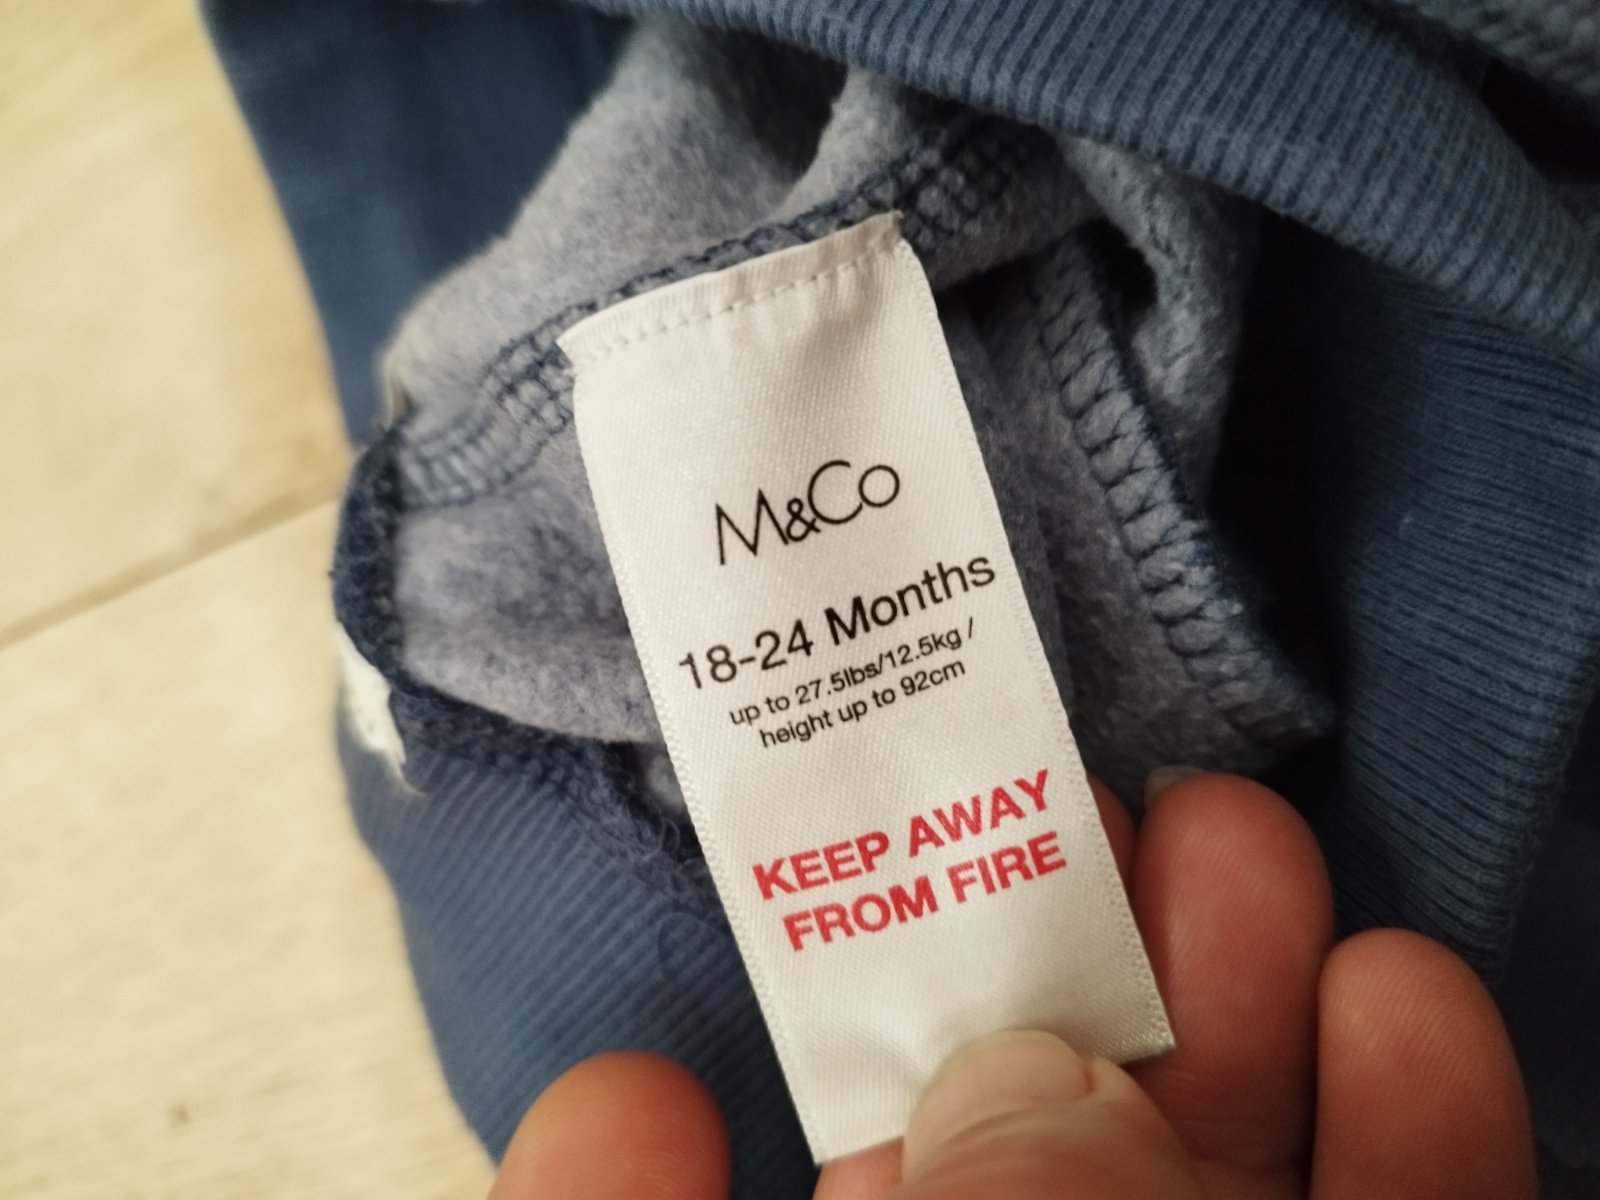 M&Co
18-24 Months
up to 27.5lbs/12.5kg /
height up to 92cm
KEEP AWAY
FROM FIRE